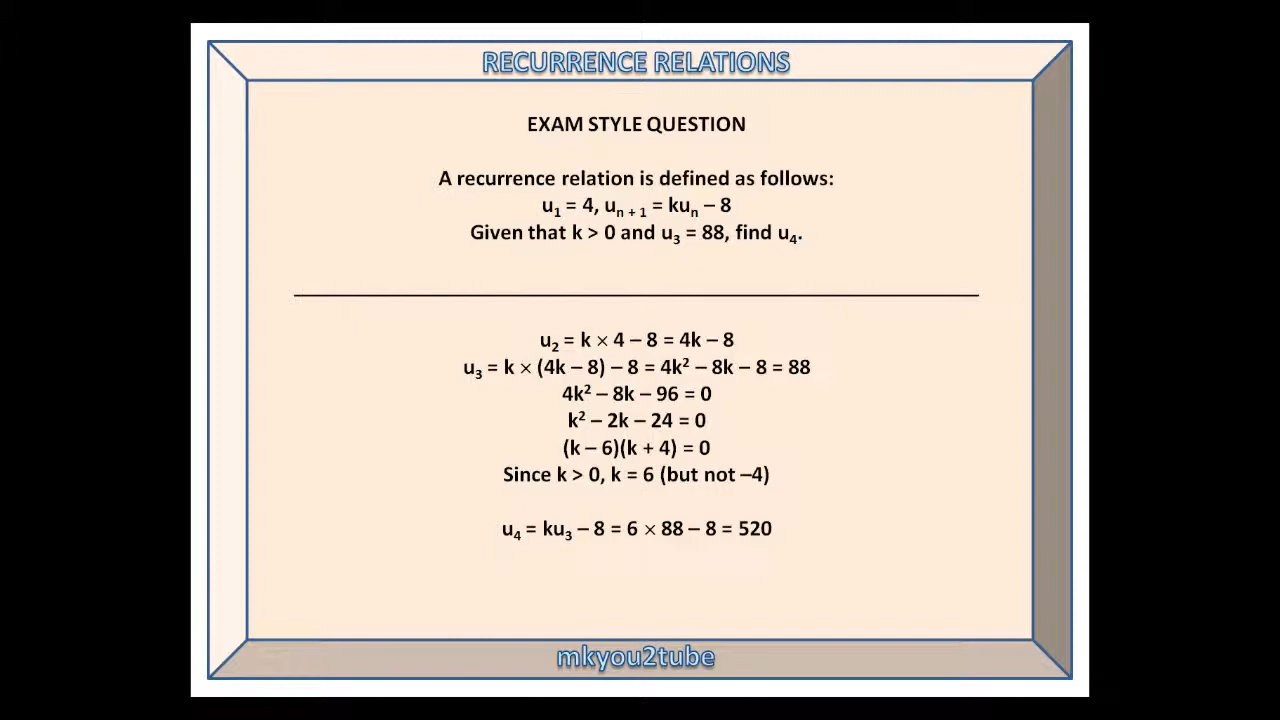 RECURRENCE RELATIONS
EXAM STYLE QUESTION
A recurrence relation is defined as follows:
u₁ = 4, uₙ ₊ ₁ = kuₙ – 8
Given that k > 0 and u₃ = 88, find u₄.
u₂ = k × 4 – 8 = 4k – 8
u₃ = k × (4k – 8) – 8 = 4k² – 8k – 8 = 88
4k² – 8k – 96 = 0
k² – 2k – 24 = 0
(k – 6)(k + 4) = 0
Since k > 0, k = 6 (but not –4)
u₄ = ku₃ – 8 = 6 × 88 – 8 = 520
mkyou2tube